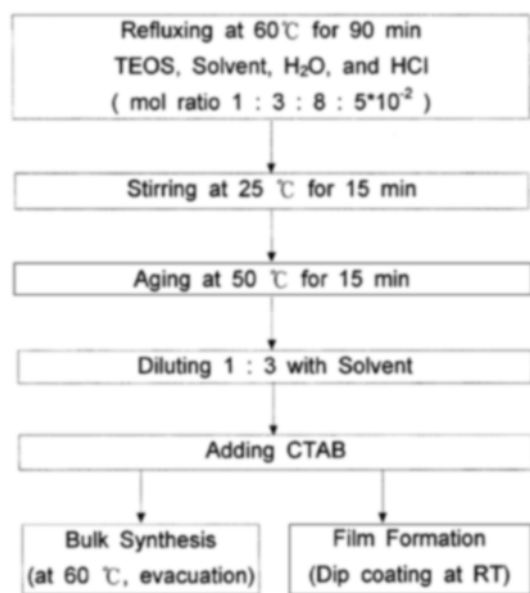 Refluxing at 60℃ for 90 min
TEOS, Solvent, H₂O, and HCl
( mol ratio 1 : 3 : 8 : 5*10⁻² )
Stirring at 25 ℃ for 15 min
Aging at 50 ℃ for 15 min
Diluting 1 : 3 with Solvent
Adding CTAB
Bulk Synthesis
(at 60 ℃, evacuation)
Film Formation
(Dip coating at RT)